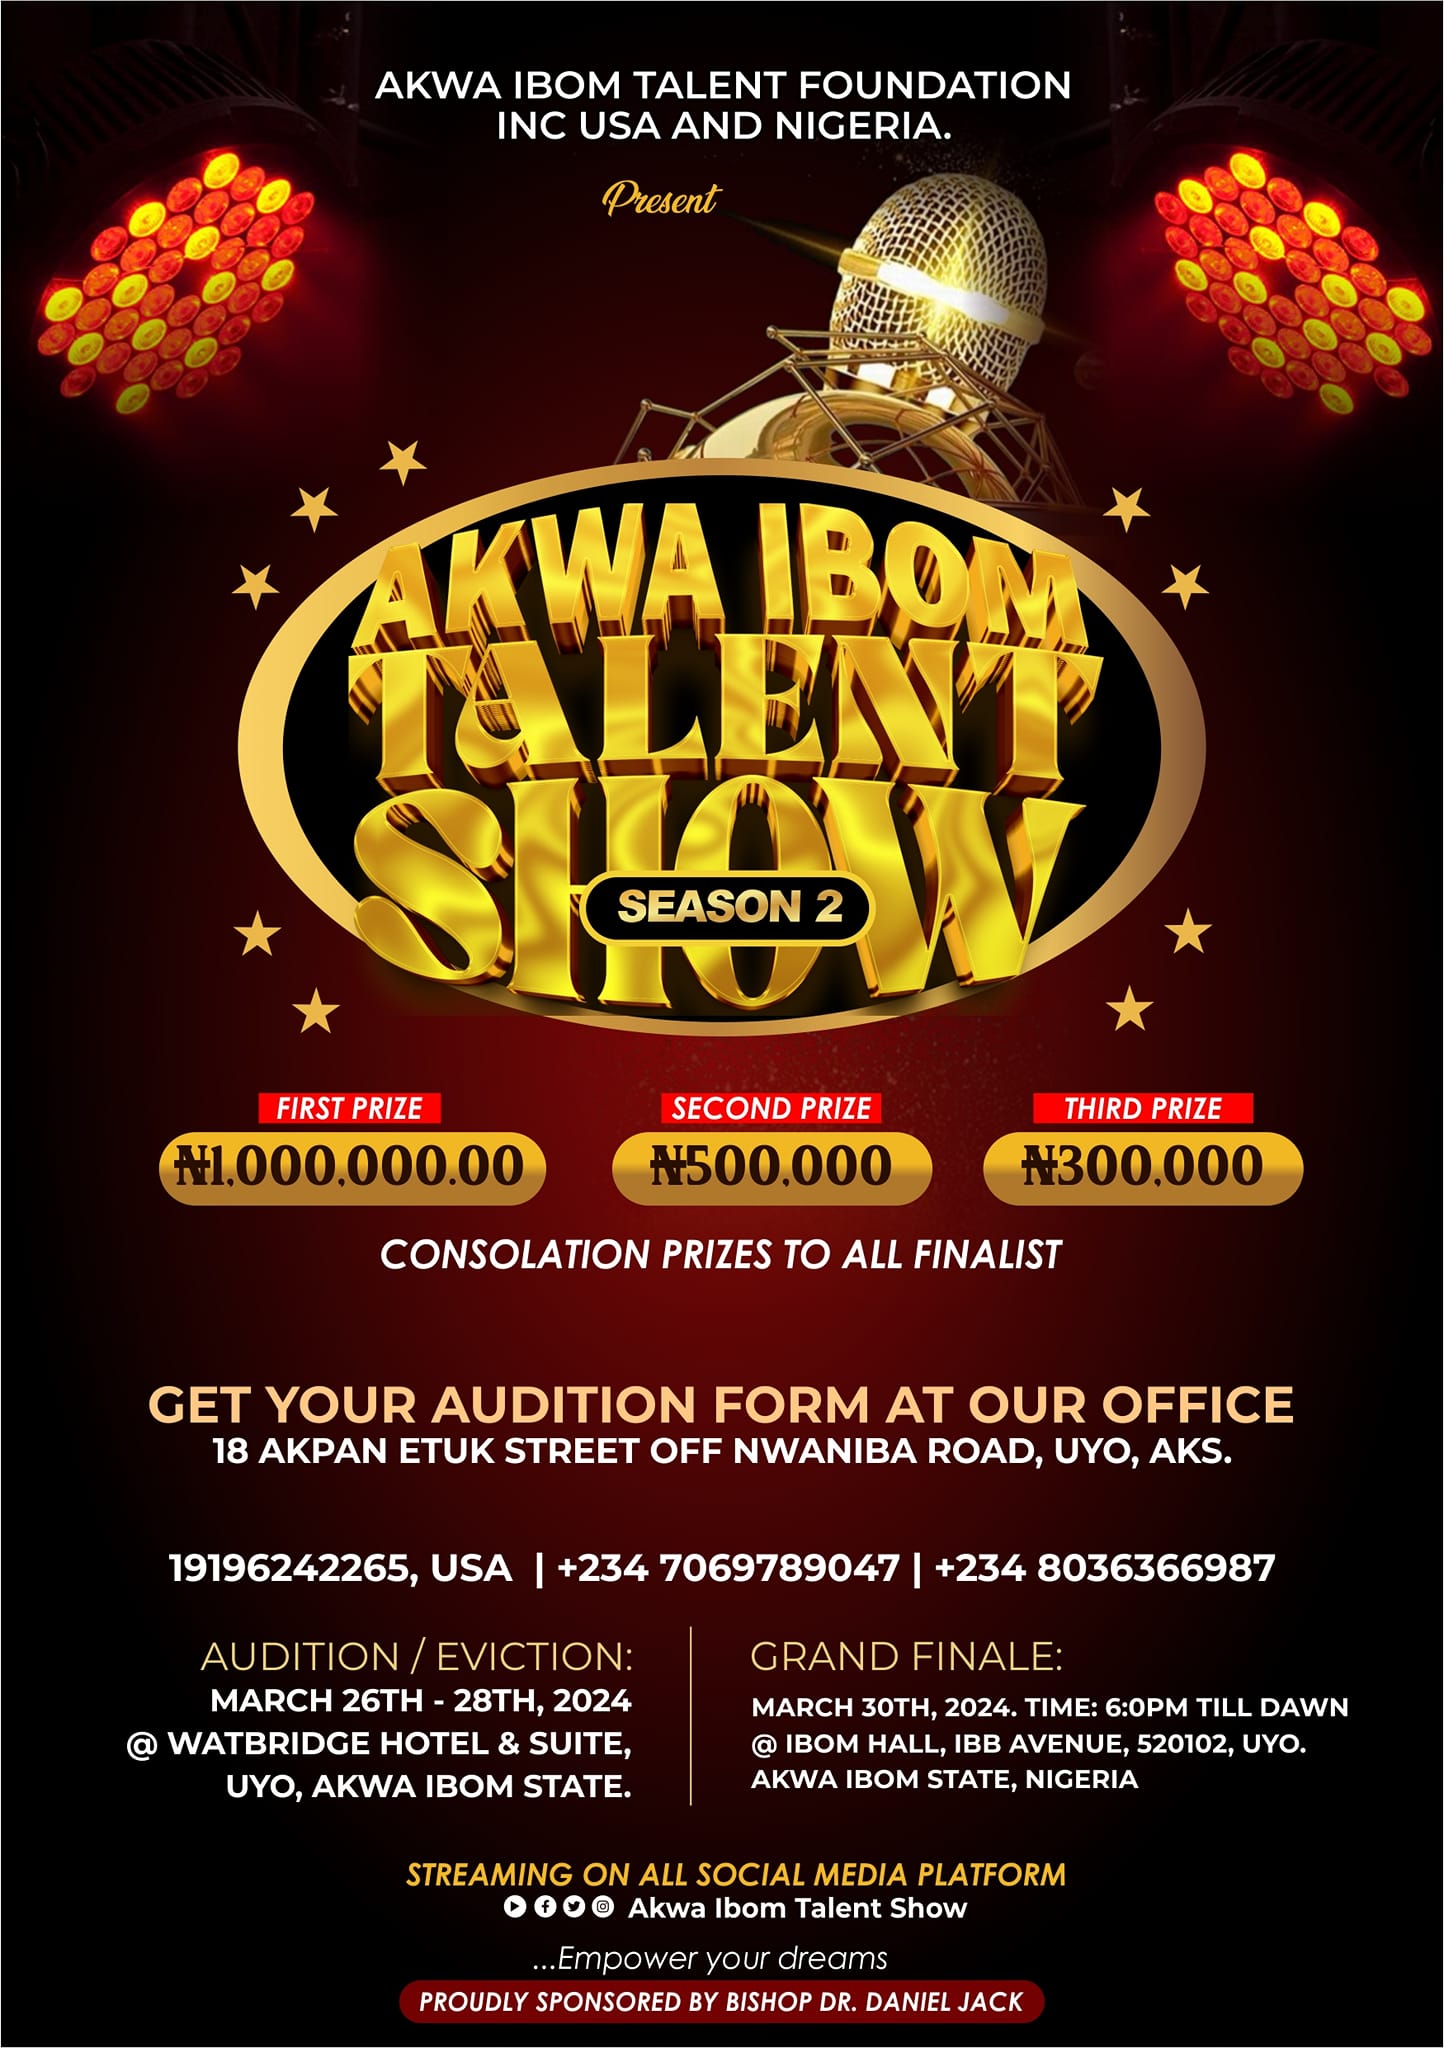 AKWA IBOM TALENT FOUNDATION
INC USA AND NIGERIA.
Present
AKWA IBOM
TALENT
SHOW
SEASON 2
FIRST PRIZE
₦1,000,000.00
SECOND PRIZE
₦500,000
THIRD PRIZE
₦300,000
CONSOLATION PRIZES TO ALL FINALIST
GET YOUR AUDITION FORM AT OUR OFFICE
18 AKPAN ETUK STREET OFF NWANIBA ROAD, UYO, AKS.
19196242265, USA | +234 7069789047 | +234 8036366987
AUDITION / EVICTION:
MARCH 26TH - 28TH, 2024
@ WATBRIDGE HOTEL & SUITE,
UYO, AKWA IBOM STATE.
GRAND FINALE:
MARCH 30TH, 2024. TIME: 6:0PM TILL DAWN
@ IBOM HALL, IBB AVENUE, 520102, UYO.
AKWA IBOM STATE, NIGERIA
STREAMING ON ALL SOCIAL MEDIA PLATFORM
Akwa Ibom Talent Show
...Empower your dreams
PROUDLY SPONSORED BY BISHOP DR. DANIEL JACK